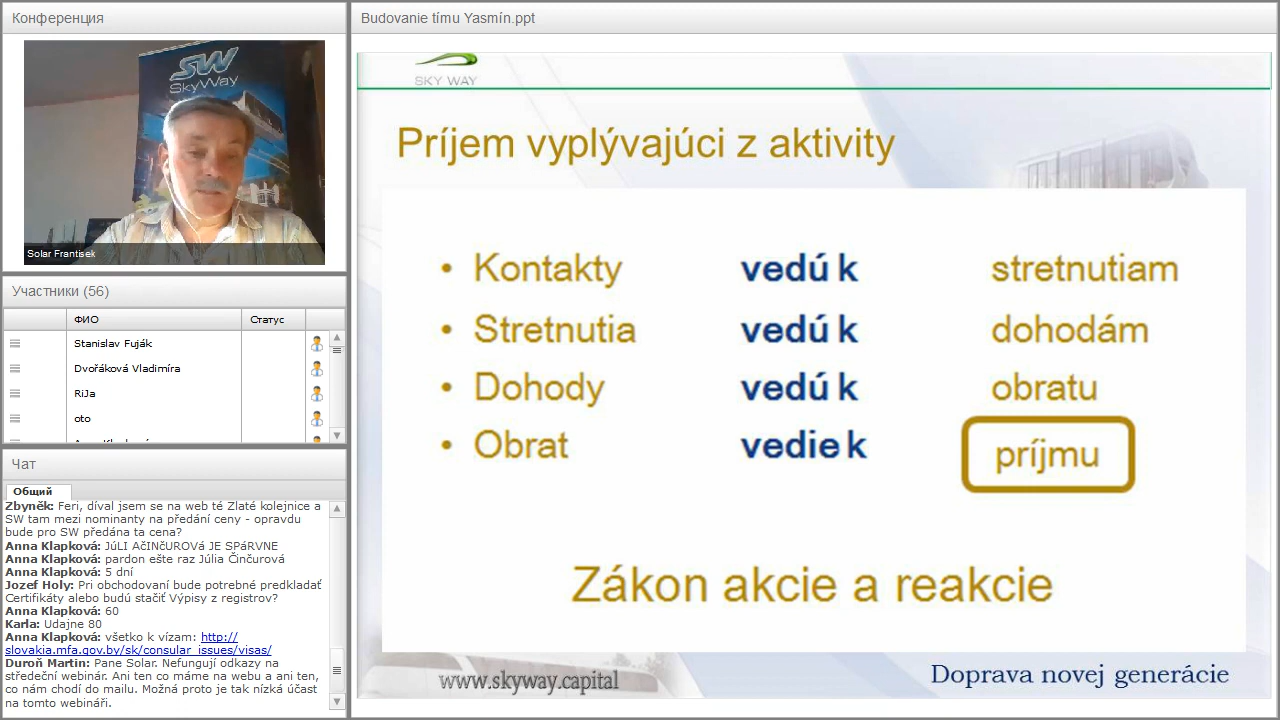 Конференция
SW
SkyWay
Solar Frantisek
Участники (56)
ФИО
Статус
Stanislav Fuják
Dvořáková Vladimíra
RiJa
oto
Чат
Общий
Zbyněk: Feri, díval jsem se na web té Zlaté kolejnice a
SW tam mezi nominanty na předání ceny - opravdu
bude pro SW předána ta cena?
Anna Klapková: JúLI AčINčUROVá JE SPáRVNE
Anna Klapková: pardon ešte raz Júlia Činčurová
Anna Klapková: 5 dní
Jozef Holy: Pri obchodovaní bude potrebné predkladať
Certifikáty alebo budú stačiť Výpisy z registrov?
Anna Klapková: 60
Karla: Udajne 80
Anna Klapková: všetko k vízam: http://
slovakia.mfa.gov.by/sk/consular_issues/visas/
Duroň Martin: Pane Solar. Nefungují odkazy na
středeční webinár. Ani ten co máme na webu a ani ten,
co nám chodí do mailu. Možná proto je tak nízká účast
na tomto webináři.
Budovanie tímu Yasmín.ppt
SKY WAY
Príjem vyplývajúci z aktivity
• Kontakty vedú k stretnutiam
• Stretnutia vedú k dohodám
• Dohody vedú k obratu
• Obrat vedie k príjmu
Zákon akcie a reakcie
www.skyway.capital
Doprava novej generácie